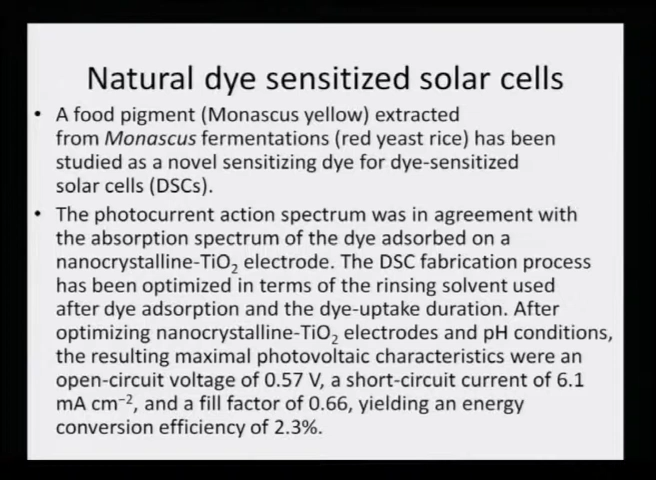 Natural dye sensitized solar cells
• A food pigment (Monascus yellow) extracted
from Monascus fermentations (red yeast rice) has been
studied as a novel sensitizing dye for dye-sensitized
solar cells (DSCs).
• The photocurrent action spectrum was in agreement with
the absorption spectrum of the dye adsorbed on a
nanocrystalline-TiO₂ electrode. The DSC fabrication process
has been optimized in terms of the rinsing solvent used
after dye adsorption and the dye-uptake duration. After
optimizing nanocrystalline-TiO₂ electrodes and pH conditions,
the resulting maximal photovoltaic characteristics were an
open-circuit voltage of 0.57 V, a short-circuit current of 6.1
mA cm⁻², and a fill factor of 0.66, yielding an energy
conversion efficiency of 2.3%.